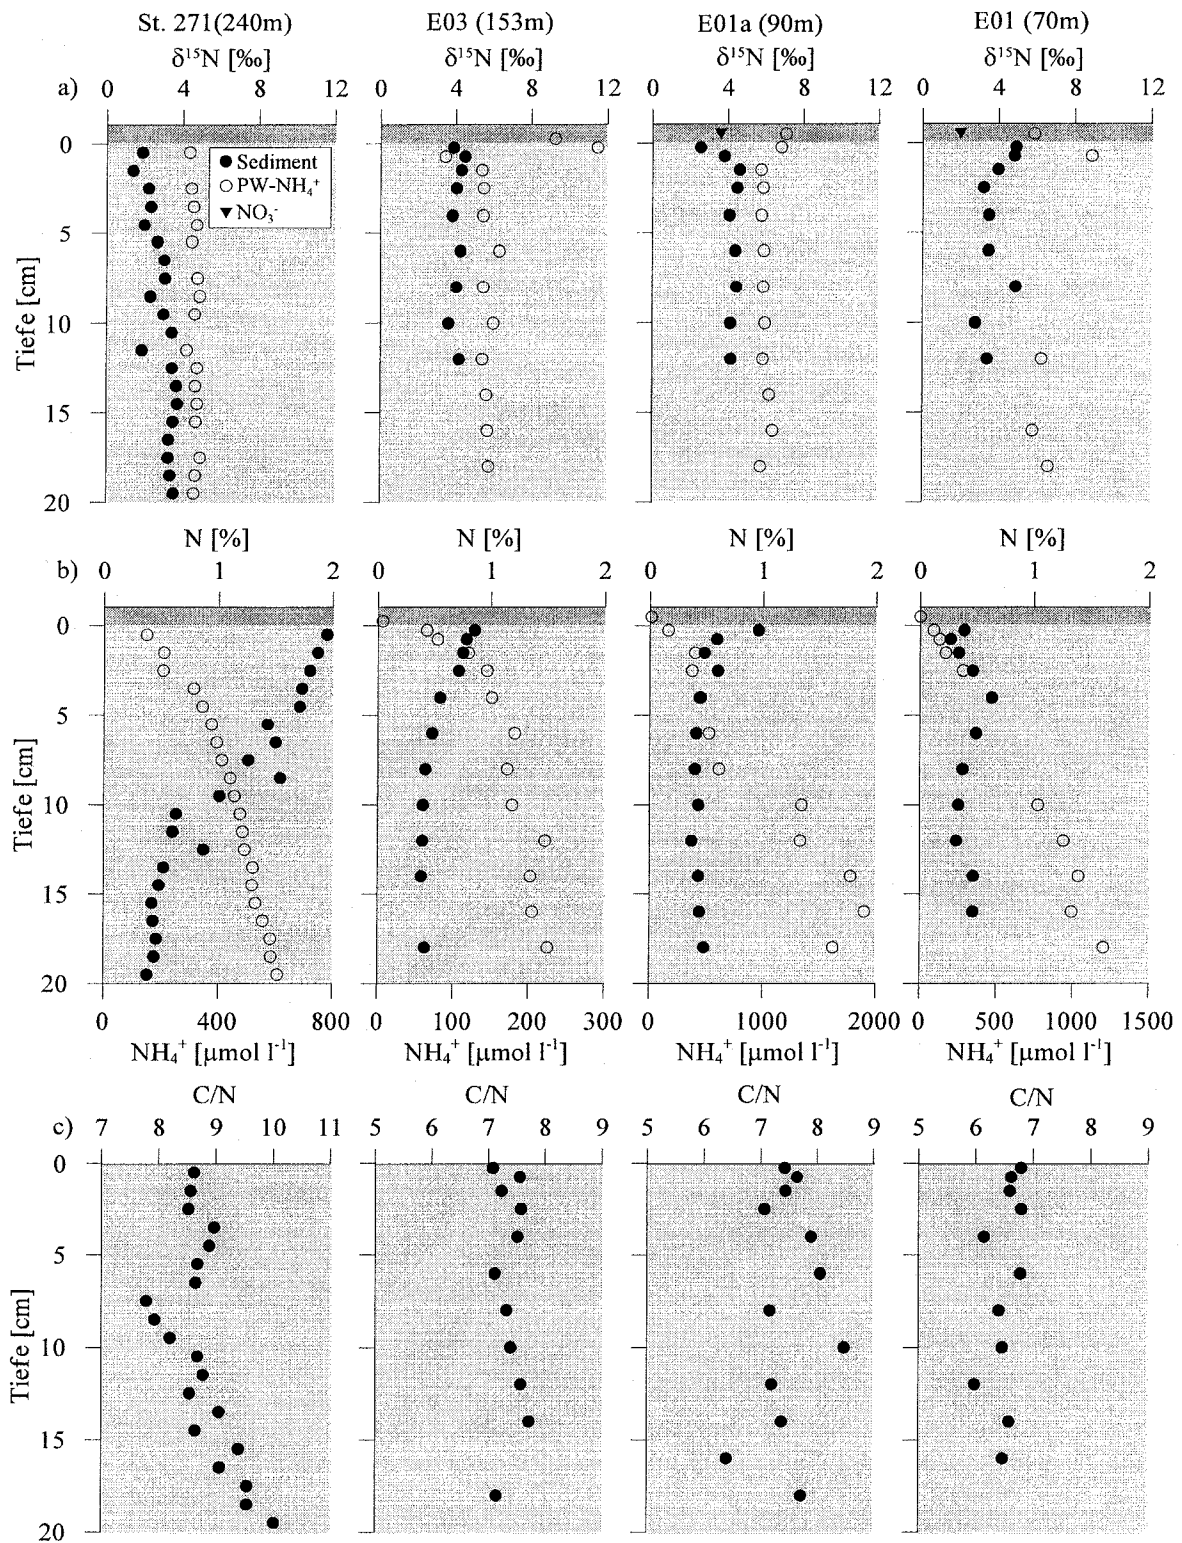 St. 271(240m) E03 (153m) E01a (90m) E01 (70m)
δ¹⁵N [‰] δ¹⁵N [‰] δ¹⁵N [‰] δ¹⁵N [‰]
0 4 8 12 0 4 8 12 0 4 8 12 0 4 8 12
a)
0
Sediment
PW-NH₄⁺
NO₃⁻
5
10
15
20
Tiefe [cm]
N [%] N [%] N [%] N [%]
0 1 2 0 1 2 0 1 2 0 1 2
b)
0
5
10
15
20
Tiefe [cm]
0 400 800 0 100 200 300 0 1000 2000 0 500 1000 1500
NH₄⁺ [µmol l⁻¹] NH₄⁺ [µmol l⁻¹] NH₄⁺ [µmol l⁻¹] NH₄⁺ [µmol l⁻¹]
C/N C/N C/N C/N
7 8 9 10 11 5 6 7 8 9 5 6 7 8 9 5 6 7 8 9
c)
0
5
10
15
20
Tiefe [cm]